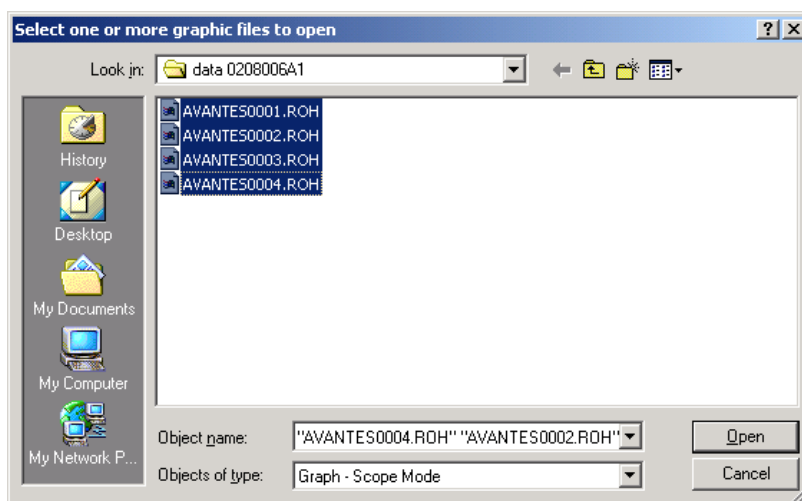 Select one or more graphic files to open
Look in: data 0208006A1
AVANTES0001.ROH
AVANTES0002.ROH
AVANTES0003.ROH
AVANTES0004.ROH
History
Desktop
My Documents
My Computer
My Network P...
Object name: "AVANTES0004.ROH" "AVANTES0002.ROH" Open
Objects of type: Graph - Scope Mode Cancel